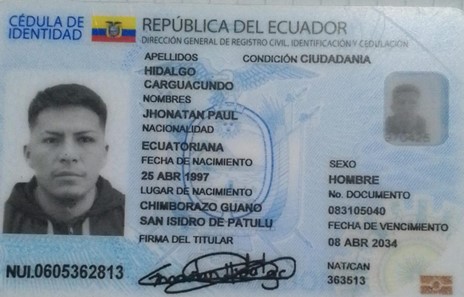 CÉDULA DE
IDENTIDAD
REPÚBLICA DEL ECUADOR
DIRECCIÓN GENERAL DE REGISTRO CIVIL, IDENTIFICACIÓN Y CEDULACIÓN
APELLIDOS
CONDICIÓN CIUDADANIA
HIDALGO
CARGUACUNDO
NOMBRES
JHONATAN PAUL
NACIONALIDAD
ECUATORIANA
FECHA DE NACIMIENTO
25 ABR 1997
LUGAR DE NACIMIENTO
CHIMBORAZO GUANO
SAN ISIDRO DE PATULU
FIRMA DEL TITULAR
SEXO
HOMBRE
No. DOCUMENTO
083105040
FECHA DE VENCIMIENTO
08 ABR 2034
NAT/CAN
363513
NUI.0605362813